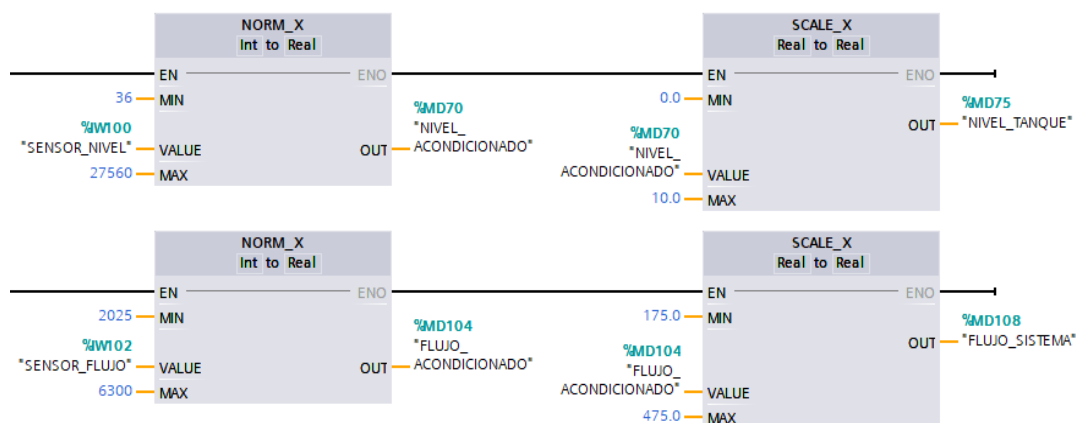 NORM_X
Int to Real
EN
ENO
36
MIN
%IW100
"SENSOR_NIVEL"
VALUE
27560
MAX
OUT
%MD70
"NIVEL_
ACONDICIONADO"
SCALE_X
Real to Real
EN
ENO
0.0
MIN
%MD70
"NIVEL_
ACONDICIONADO"
VALUE
10.0
MAX
OUT
%MD75
"NIVEL_TANQUE"
NORM_X
Int to Real
EN
ENO
2025
MIN
%IW102
"SENSOR_FLUJO"
VALUE
6300
MAX
OUT
%MD104
"FLUJO_
ACONDICIONADO"
SCALE_X
Real to Real
EN
ENO
175.0
MIN
%MD104
"FLUJO_
ACONDICIONADO"
VALUE
475.0
MAX
OUT
%MD108
"FLUJO_SISTEMA"